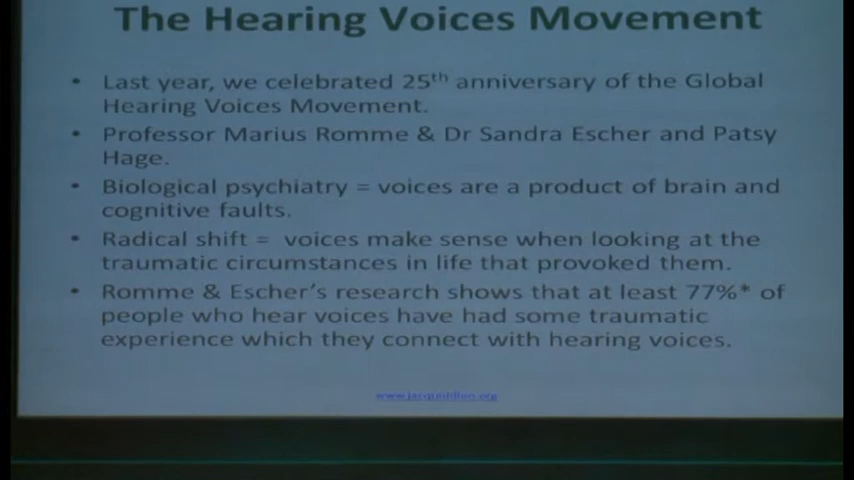 The Hearing Voices Movement
• Last year, we celebrated 25th anniversary of the Global
Hearing Voices Movement.
• Professor Marius Romme & Dr Sandra Escher and Patsy
Hage.
• Biological psychiatry = voices are a product of brain and
cognitive faults.
• Radical shift = voices make sense when looking at the
traumatic circumstances in life that provoked them.
• Romme & Escher's research shows that at least 77%* of
people who hear voices have had some traumatic
experience which they connect with hearing voices.